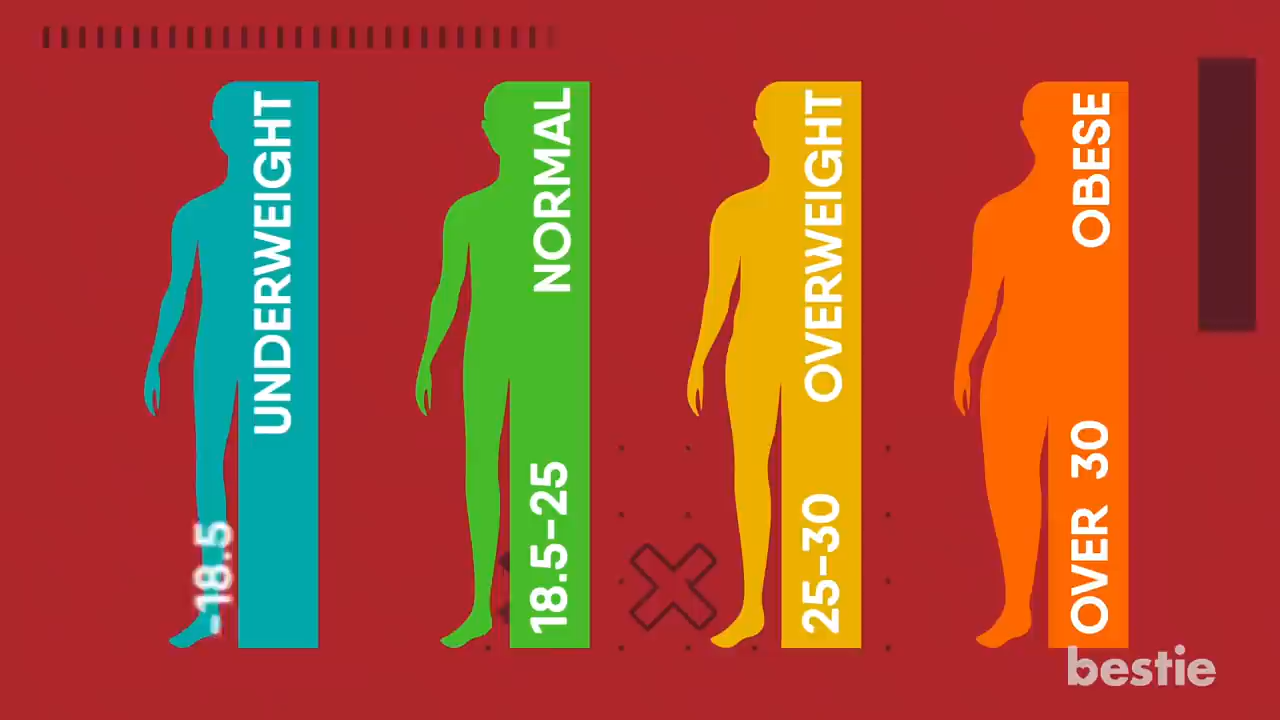 UNDERWEIGHT
-18.5
NORMAL
18.5-25
OVERWEIGHT
25-30
OBESE
OVER 30
bestie